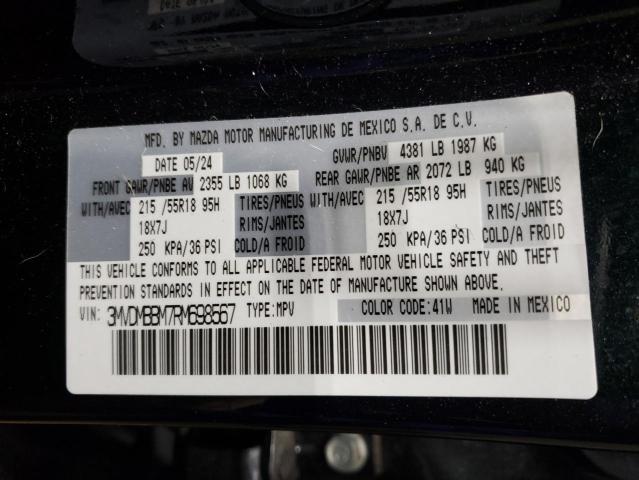 MFD. BY MAZDA MOTOR MANUFACTURING DE MEXICO S.A. DE C.V.
DATE 05/24 GVWR/PNBV 4381 LB 1987 KG
FRONT GAWR/PNBE AV 2355 LB 1068 KG REAR GAWR/PNBE AR 2072 LB 940 KG
WITH/AVEC 215 /55R18 95H TIRES/PNEUS WITH/AVEC 215 /55R18 95H TIRES/PNEUS
18X7J RIMS/JANTES 18X7J RIMS/JANTES
250 KPA/36 PSI COLD/A FROID 250 KPA/36 PSI COLD/A FROID
THIS VEHICLE CONFORMS TO ALL APPLICABLE FEDERAL MOTOR VEHICLE SAFETY AND THEFT
PREVENTION STANDARDS IN EFFECT ON THE DATE OF MANUFACTURE SHOWN ABOVE.
VIN: 3MVDMBBM7RM698567 TYPE:MPV COLOR CODE:41W MADE IN MEXICO